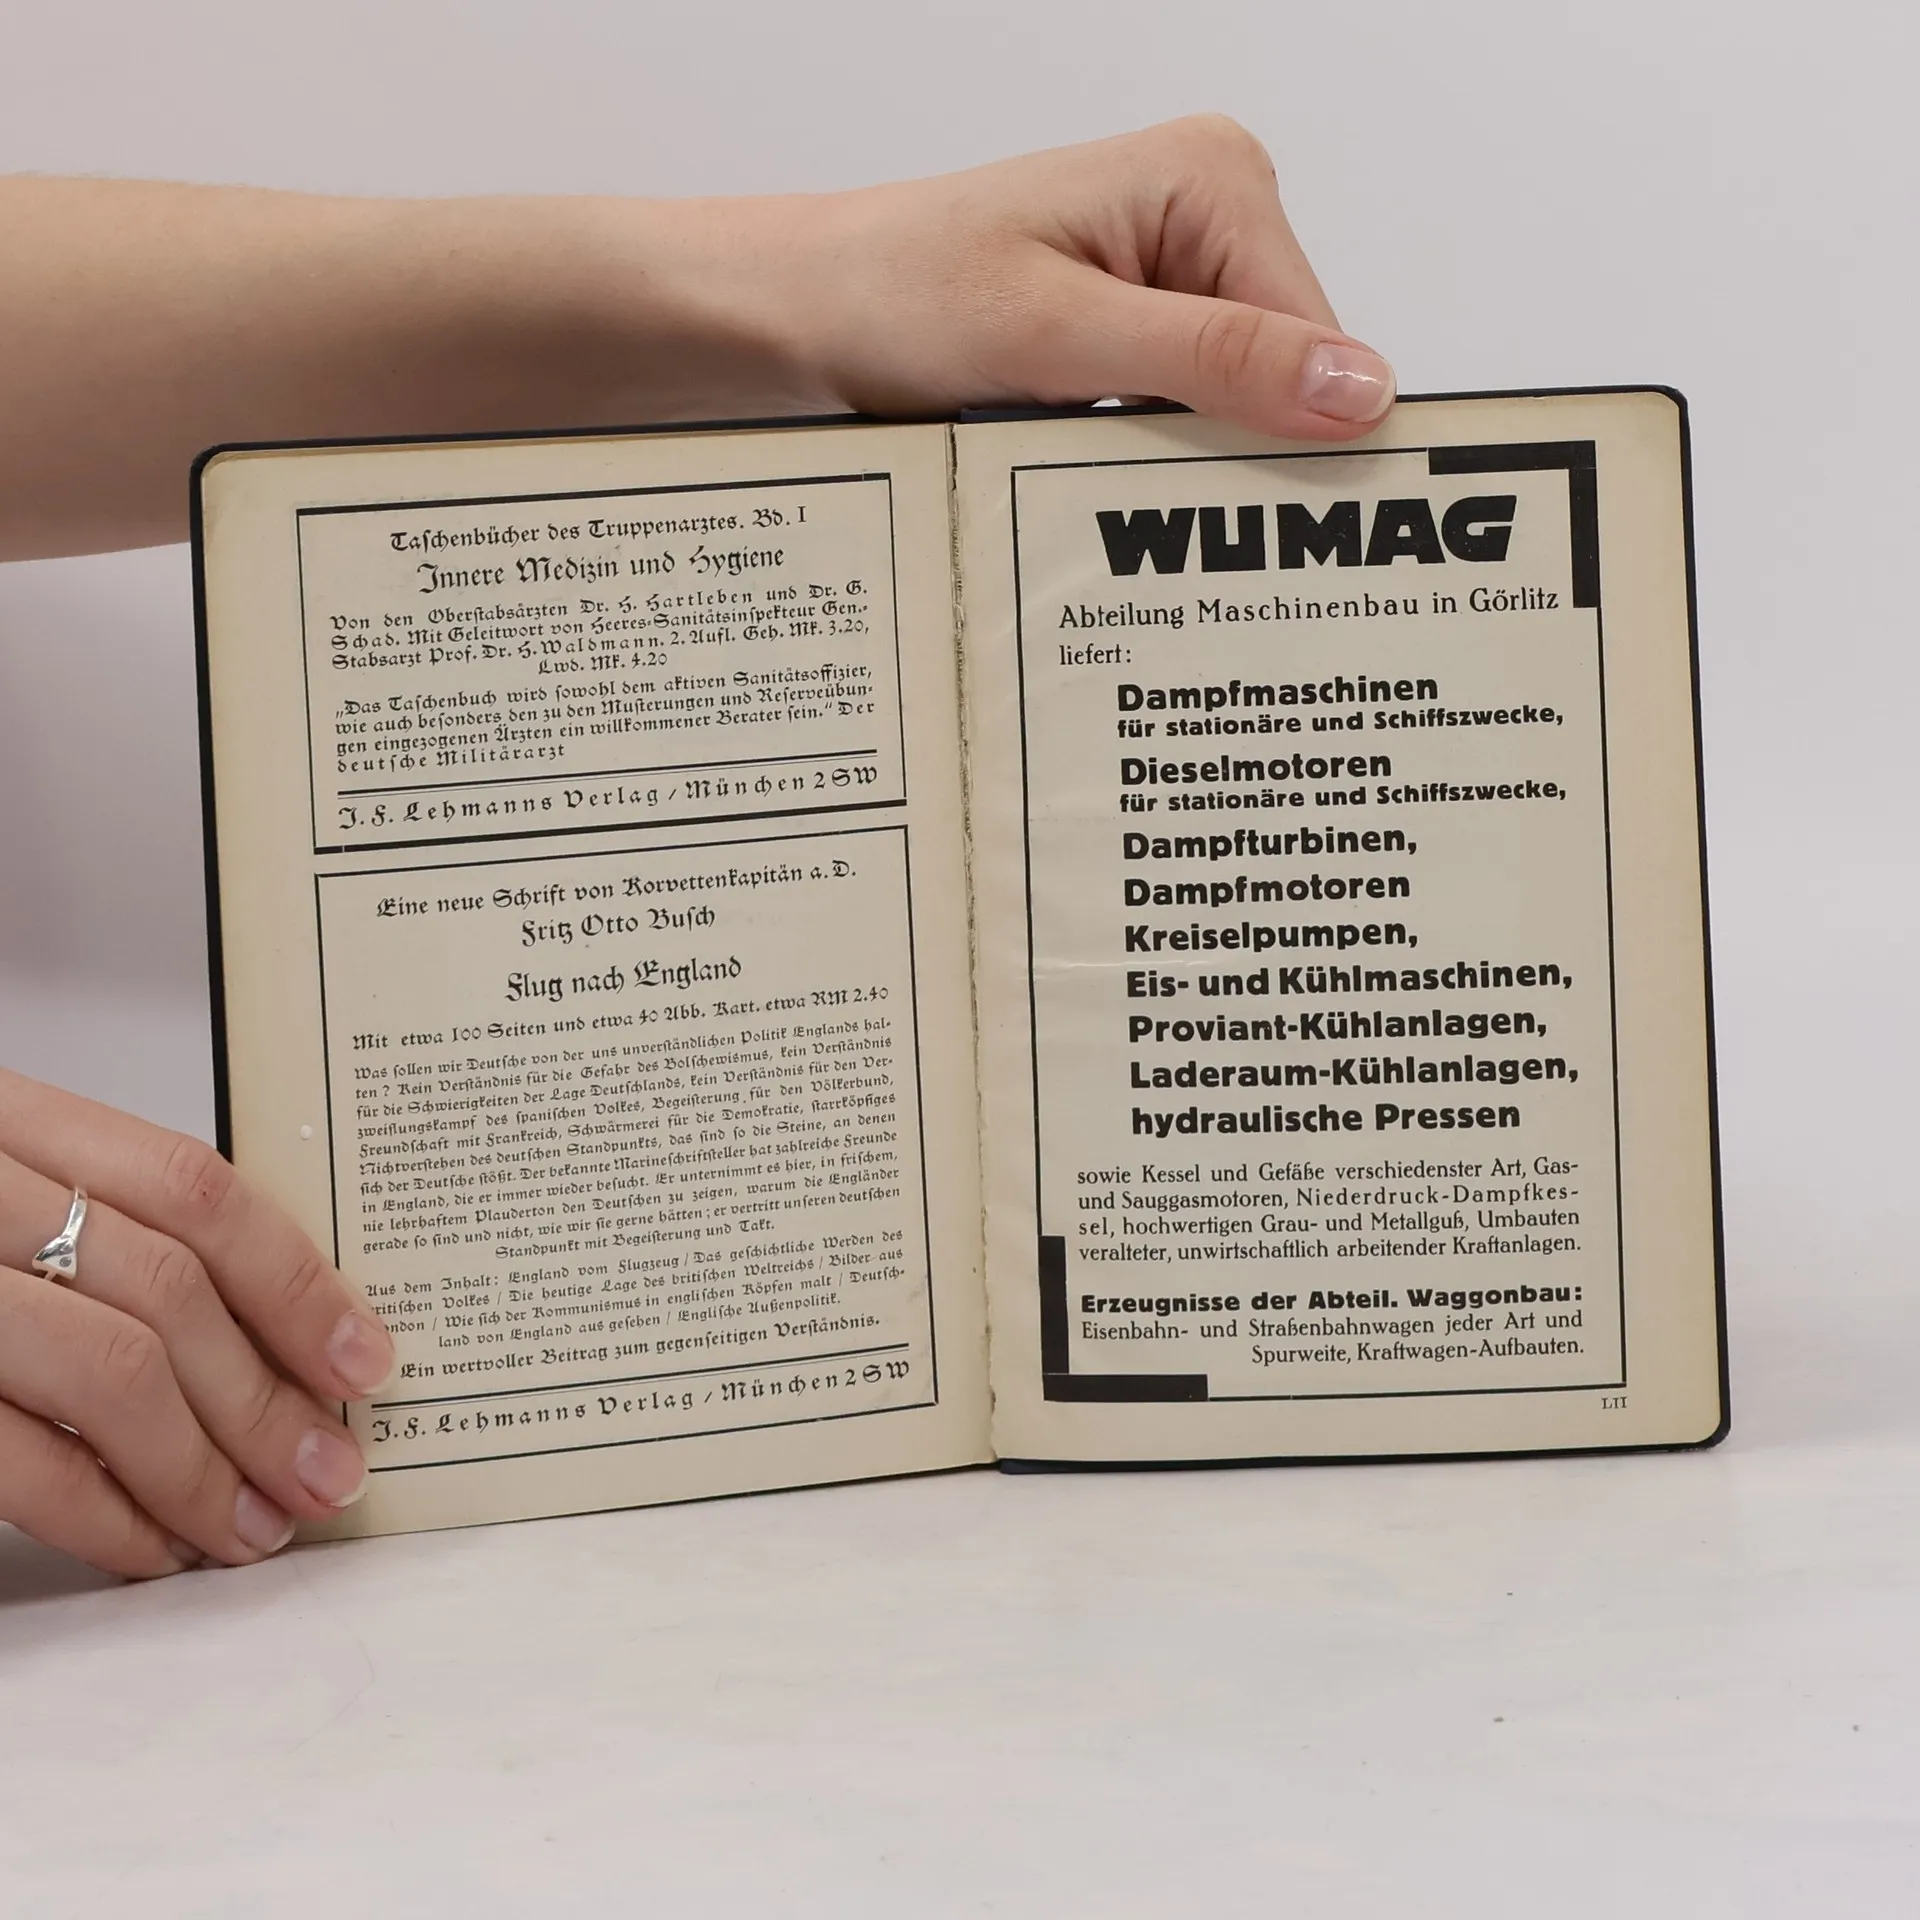 Taſchenbücher des Truppenarztes. Bd. I
Innere Medizin und Hygiene
Von den Oberſtabsärzten Dr. H. Hartleben und Dr. G.
Schad. Mit Geleitwort von Heeres-Sanitätsinſpekteur Gen.-
Stabsarzt Prof. Dr. H. Waldmann. 2. Aufl. Geh. Mk. 3.20,
Lwd. Mk. 4.20
„Das Taſchenbuch wird ſowohl dem aktiven Sanitätsoffizier,
wie auch beſonders den zu den Muſterungen und Reſerveübun-
gen eingezogenen Ärzten ein willkommener Berater ſein.“ Der
deutſche Militärarzt
J. F. Lehmanns Verlag / München 2 SW
Eine neue Schrift von Korvettenkapitän a. D.
Fritz Otto Buſch
Flug nach England
Mit etwa 100 Seiten und etwa 40 Abb. Kart. etwa RM 2.40
Was ſollen wir Deutſche von der uns unverſtändlichen Politik Englands hal-
ten? Kein Verſtändnis für die Gefahr des Bolſchewismus, kein Verſtändnis
für die Schwierigkeiten der Lage Deutſchlands, kein Verſtändnis für den Ver-
zweiflungskampf des ſpaniſchen Volkes, Begeiſterung für den Völkerbund,
Freundſchaft mit Frankreich, Schwärmerei für die Demokratie, ſtarrköpfiges
Nichtverſtehen des deutſchen Standpunkts, das ſind ſo die Steine, an denen
ſich der Deutſche ſtößt. Der bekannte Marineſchriftſteller hat zahlreiche Freunde
in England, die er immer wieder beſucht. Er unternimmt es hier, in friſchem,
nie lehrhaftem Plauderton den Deutſchen zu zeigen, warum die Engländer
gerade ſo ſind und nicht, wie wir ſie gerne hätten; er vertritt unſeren deutſchen
Standpunkt mit Begeiſterung und Takt.
Aus dem Inhalt: England vom Flugzeug / Das geſchichtliche Werden des
ritiſchen Volkes / Die heutige Lage des britiſchen Weltreichs / Bilder aus
ondon / Wie ſich der Kommunismus in engliſchen Köpfen malt / Deutſch-
land von England aus geſehen / Engliſche Außenpolitik.
Ein wertvoller Beitrag zum gegenſeitigen Verſtändnis.
J. F. Lehmanns Verlag / München 2 SW
WUMAG
Abteilung Maschinenbau in Görlitz
liefert:
Dampfmaschinen
für stationäre und Schiffszwecke,
Dieselmotoren
für stationäre und Schiffszwecke,
Dampfturbinen,
Dampfmotoren
Kreiselpumpen,
Eis- und Kühlmaschinen,
Proviant-Kühlanlagen,
Laderaum-Kühlanlagen,
hydraulische Pressen
sowie Kessel und Gefäße verschiedenster Art, Gas-
und Sauggasmotoren, Niederdruck-Dampfkes-
sel, hochwertigen Grau- und Metallguß, Umbauten
veralteter, unwirtschaftlich arbeitender Kraftanlagen.
Erzeugnisse der Abteil. Waggonbau:
Eisenbahn- und Straßenbahnwagen jeder Art und
Spurweite, Kraftwagen-Aufbauten.
LII